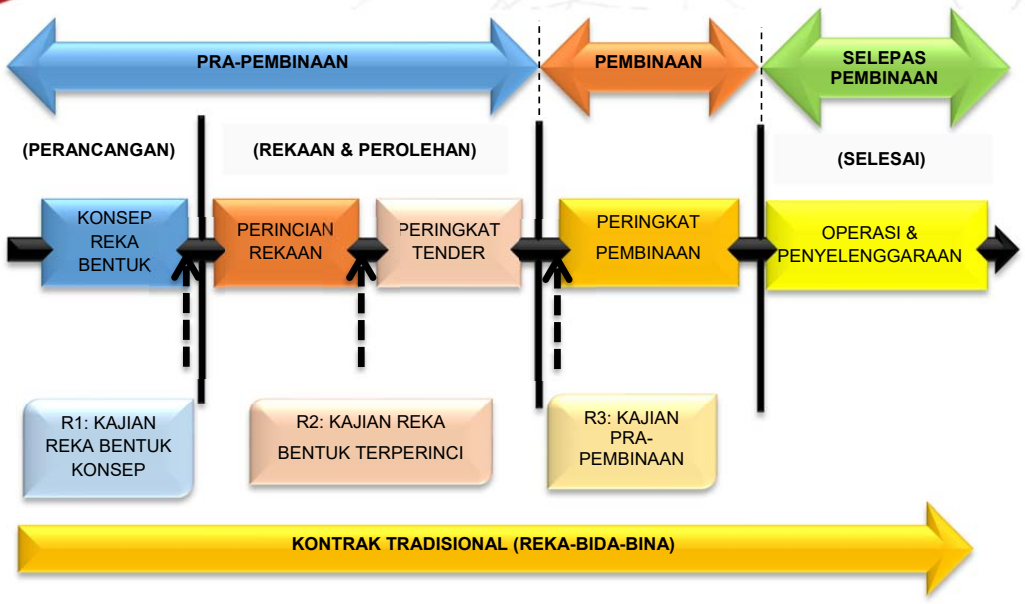 PRA-PEMBINAAN
PEMBINAAN
SELEPAS
PEMBINAAN
(PERANCANGAN)
(REKAAN & PEROLEHAN)
(SELESAI)
KONSEP
REKA
BENTUK
PERINCIAN
REKAAN
PERINGKAT
TENDER
PERINGKAT
PEMBINAAN
OPERASI &
PENYELENGGARAAN
R1: KAJIAN
REKA BENTUK
KONSEP
R2: KAJIAN REKA
BENTUK TERPERINCI
R3: KAJIAN
PRA-
PEMBINAAN
KONTRAK TRADISIONAL (REKA-BIDA-BINA)